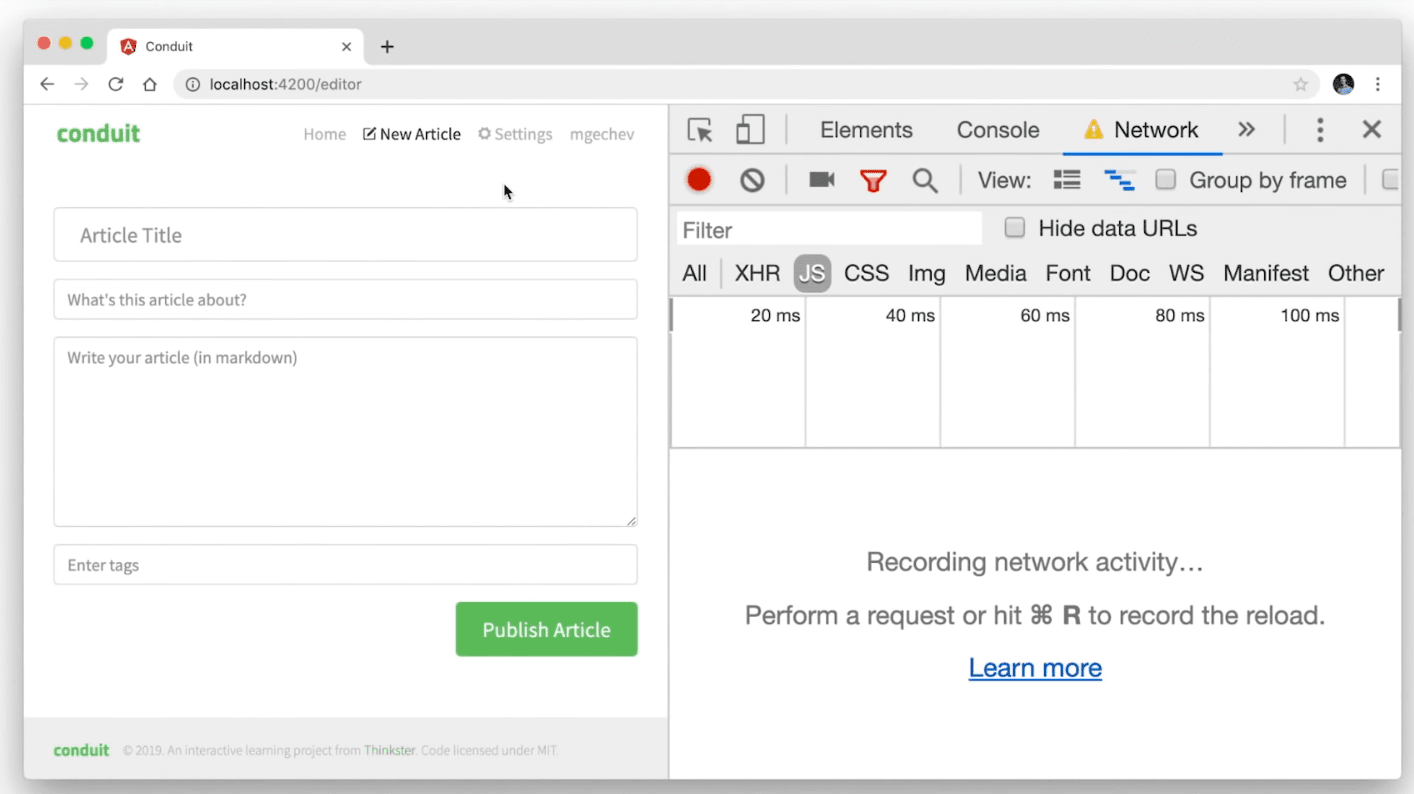 Conduit
localhost:4200/editor
conduit
Home New Article Settings mgechev
Article Title
What's this article about?
Write your article (in markdown)
Enter tags
Publish Article
conduit © 2019. An interactive learning project from Thinkster. Code licensed under MIT.
Elements Console Network
View: Group by frame
Filter Hide data URLs
All XHR JS CSS Img Media Font Doc WS Manifest Other
20 ms 40 ms 60 ms 80 ms 100 ms
Recording network activity…
Perform a request or hit ⌘ R to record the reload.
Learn more